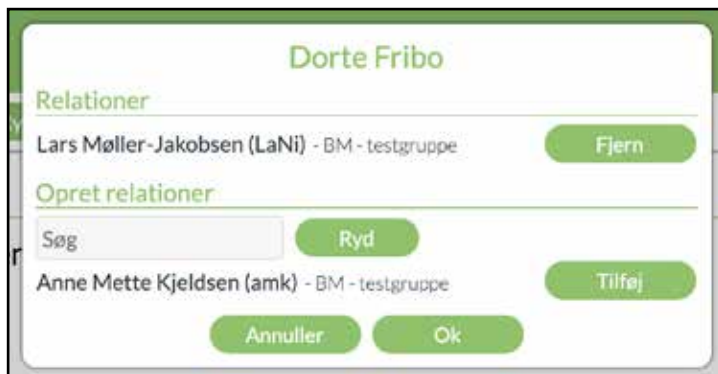 Dorte Fribo
Relationer
Lars Møller-Jakobsen (LaNi) - BM - testgruppe Fjern
Opret relationer
Søg Ryd
Anne Mette Kjeldsen (amk) - BM - testgruppe Tilføj
Annuller Ok